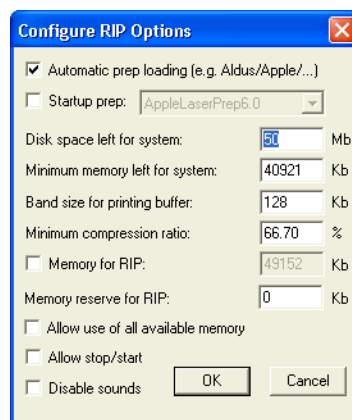 Configure RIP Options
Automatic prep loading (e.g. Aldus/Apple/...)
Startup prep: AppleLaserPrep6.0
Disk space left for system: 50 Mb
Minimum memory left for system: 40921 Kb
Band size for printing buffer: 128 Kb
Minimum compression ratio: 66.70 %
Memory for RIP: 49152 Kb
Memory reserve for RIP: 0 Kb
Allow use of all available memory
Allow stop/start
Disable sounds
OK Cancel